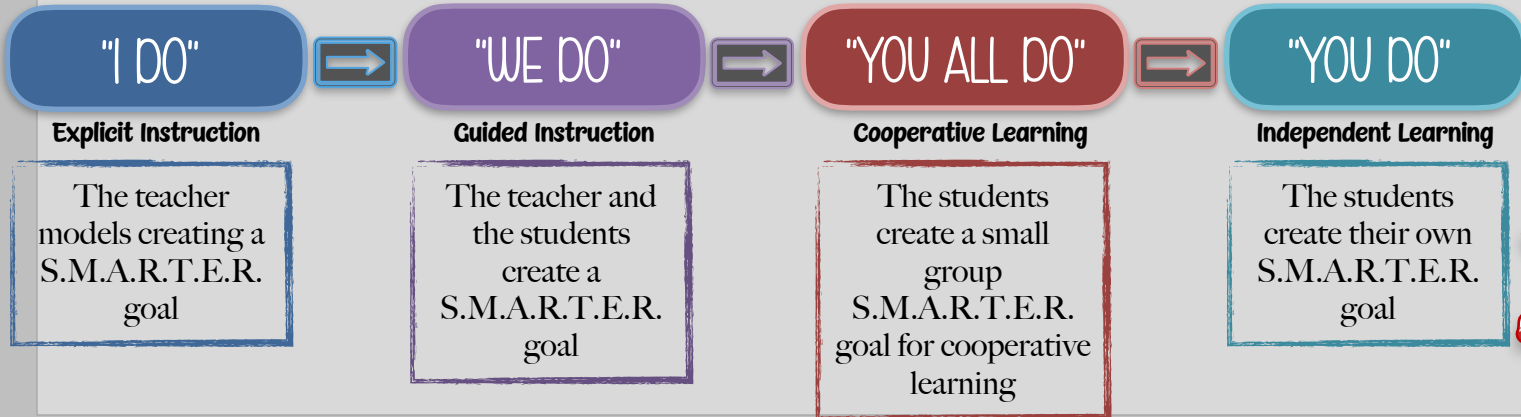 "I DO"
"WE DO"
"YOU ALL DO"
"YOU DO"
Explicit Instruction
Guided Instruction
Cooperative Learning
Independent Learning
The teacher
models creating a
S.M.A.R.T.E.R.
goal
The teacher and
the students
create a
S.M.A.R.T.E.R.
goal
The students
create a small
group
S.M.A.R.T.E.R.
goal for cooperative
learning
The students
create their own
S.M.A.R.T.E.R.
goal